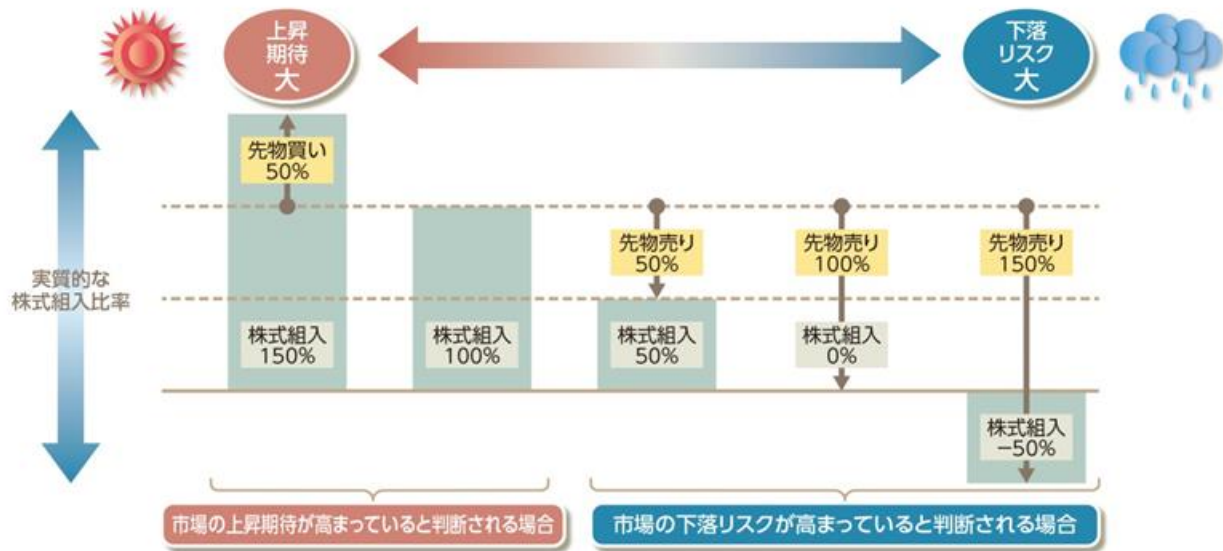 上昇
期待
大
下落
リスク
大
先物買い
50%
先物売り
50%
先物売り
100%
先物売り
150%
実質的な
株式組入比率
株式組入
150%
株式組入
100%
株式組入
50%
株式組入
0%
株式組入
−50%
市場の上昇期待が高まっていると判断される場合
市場の下落リスクが高まっていると判断される場合